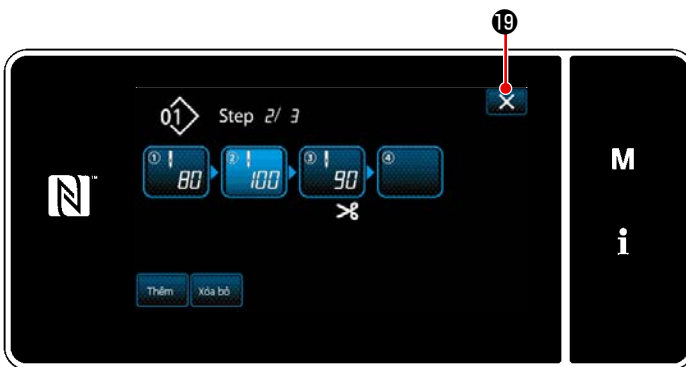 ⓳
01 Step 2/ 3
① 80 ② 100 ③ 90 ④
M
i
Thêm Xóa bỏ